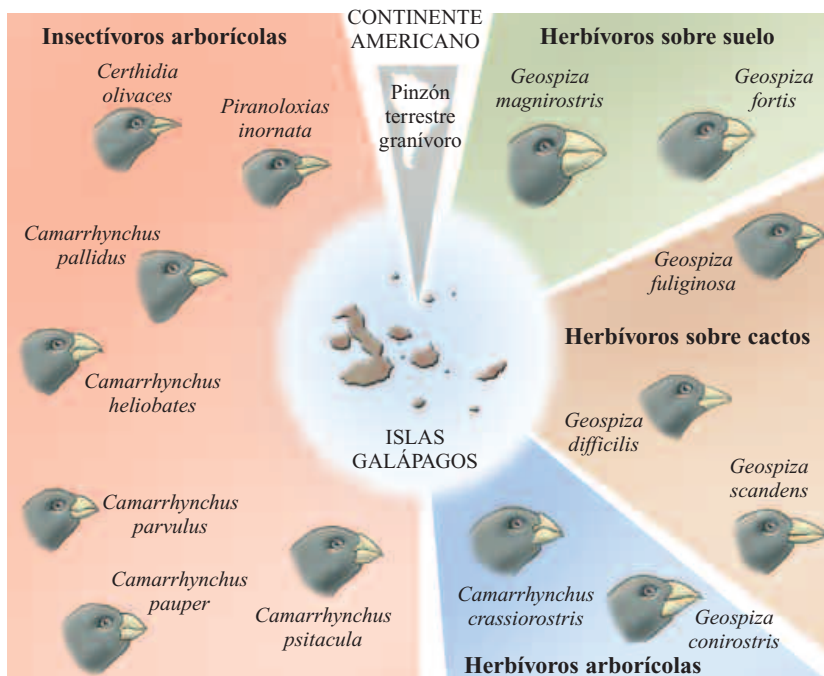 Insectívoros arborícolas
Certhidia
olivaces
Piranoloxias
inornata
Camarrhynchus
pallidus
Camarrhynchus
heliobates
Camarrhynchus
parvulus
Camarrhynchus
pauper
Camarrhynchus
psitacula
CONTINENTE
AMERICANO
Pinzón
terrestre
granívoro
ISLAS
GALÁPAGOS
Herbívoros sobre suelo
Geospiza
magnirostris
Geospiza
fortis
Geospiza
fuliginosa
Herbívoros sobre cactos
Geospiza
difficilis
Geospiza
scandens
Camarrhynchus
crassiorostris
Geospiza
conirostris
Herbívoros arborícolas